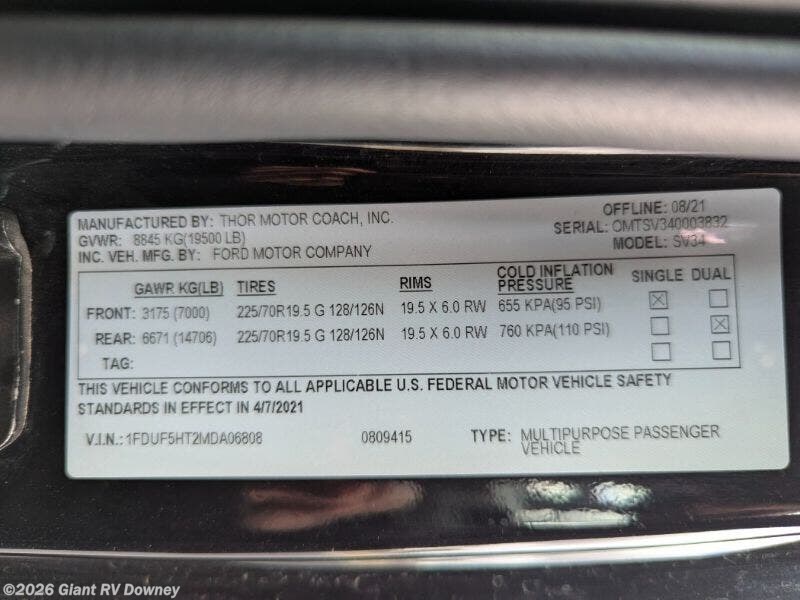 MANUFACTURED BY: THOR MOTOR COACH, INC. OFFLINE: 08/21
GVWR: 8845 KG(19500 LB) SERIAL: OMTSV340003832
INC. VEH. MFG. BY: FORD MOTOR COMPANY MODEL: SV34
GAWR KG(LB) TIRES RIMS COLD INFLATION PRESSURE SINGLE DUAL
FRONT: 3175 (7000) 225/70R19.5 G 128/126N 19.5 X 6.0 RW 655 KPA(95 PSI)
REAR: 6671 (14706) 225/70R19.5 G 128/126N 19.5 X 6.0 RW 760 KPA(110 PSI)
TAG:
THIS VEHICLE CONFORMS TO ALL APPLICABLE U.S. FEDERAL MOTOR VEHICLE SAFETY
STANDARDS IN EFFECT IN 4/7/2021
V.I.N.: 1FDUF5HT2MDA06808 0809415 TYPE: MULTIPURPOSE PASSENGER
VEHICLE
©2026 Giant RV Downey